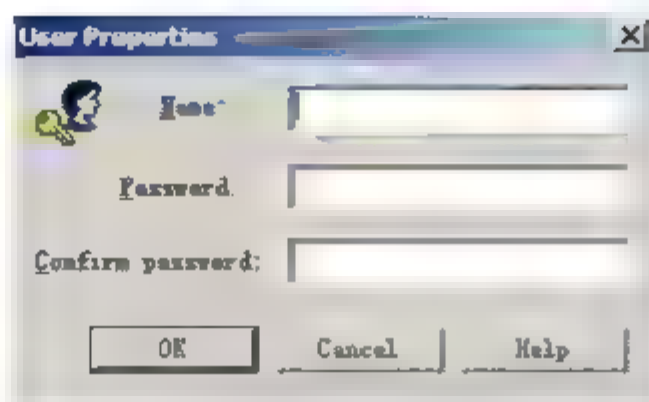 User Properties
Name:
Password:
Confirm password:
OK Cancel Help